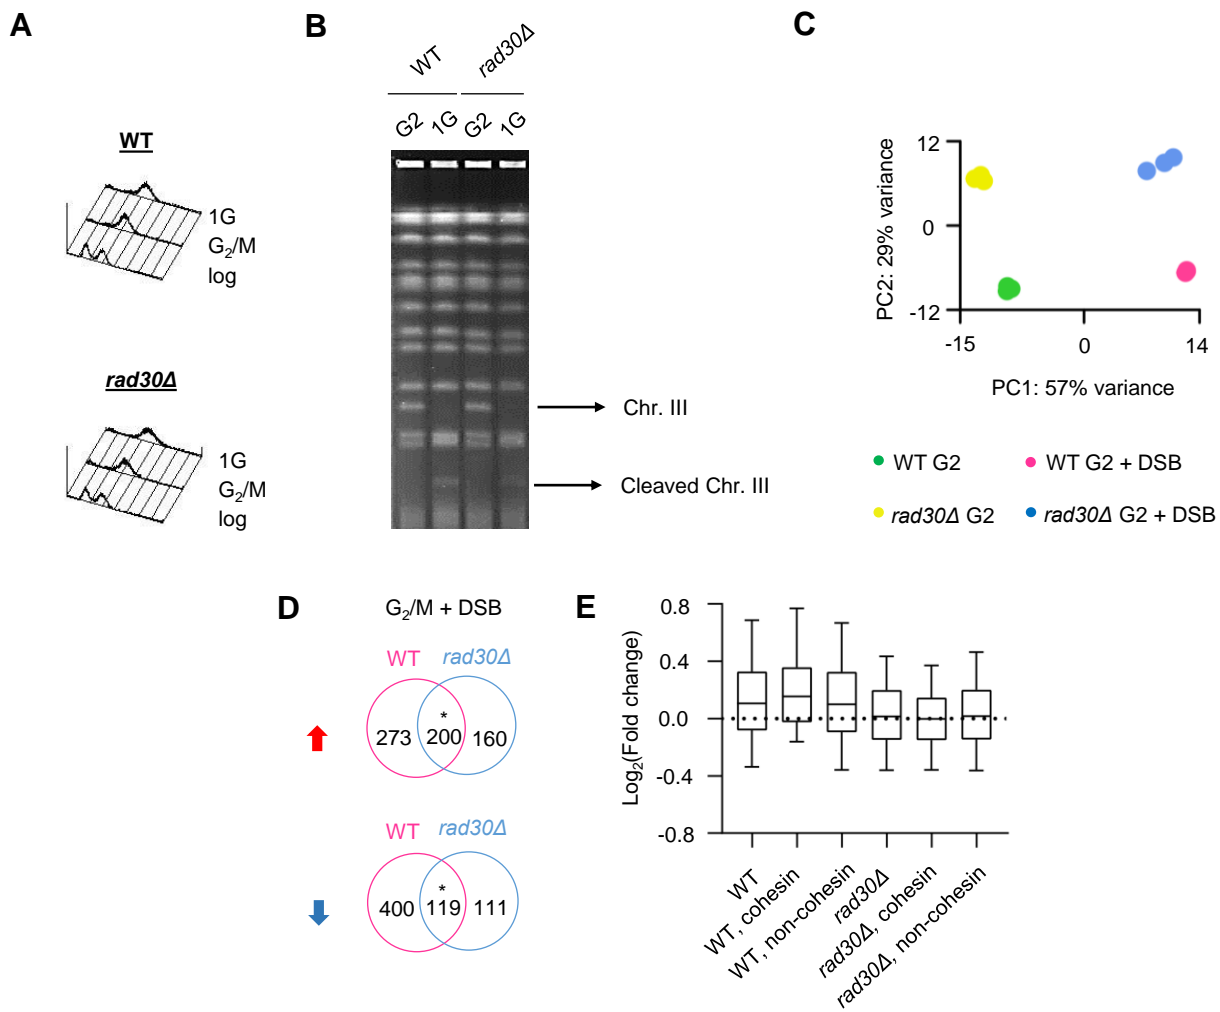 A
WT
1G
G2/M
log
rad30Δ
1G
G2/M
log
B
WT rad30Δ
G2 1G G2 1G
Chr. III
Cleaved Chr. III
C
PC2: 29% variance
12
0
-12
-15 0 14
PC1: 57% variance
WT G2
WT G2 + DSB
rad30Δ G2
rad30Δ G2 + DSB
D
G2/M + DSB
WT rad30Δ
*
273 200 160
WT rad30Δ
*
400 119 111
E
Log2(Fold change)
0.8
0.4
0.0
-0.4
-0.8
WT
WT, cohesin
WT, non-cohesin
rad30Δ
rad30Δ, cohesin
rad30Δ, non-cohesin